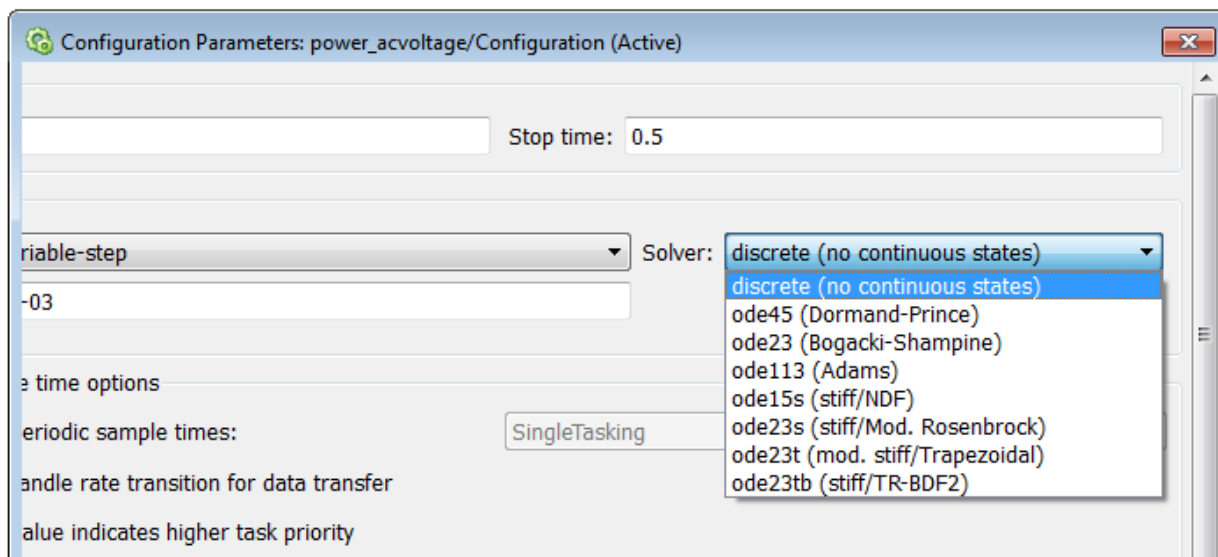 Configuration Parameters: power_acvoltage/Configuration (Active)
Stop time: 0.5
riable-step Solver: discrete (no continuous states)
discrete (no continuous states)
-03
ode45 (Dormand-Prince)
ode23 (Bogacki-Shampine)
ode113 (Adams)
e time options
ode15s (stiff/NDF)
eriodic sample times: SingleTasking
ode23s (stiff/Mod. Rosenbrock)
ode23t (mod. stiff/Trapezoidal)
andle rate transition for data transfer
ode23tb (stiff/TR-BDF2)
alue indicates higher task priority